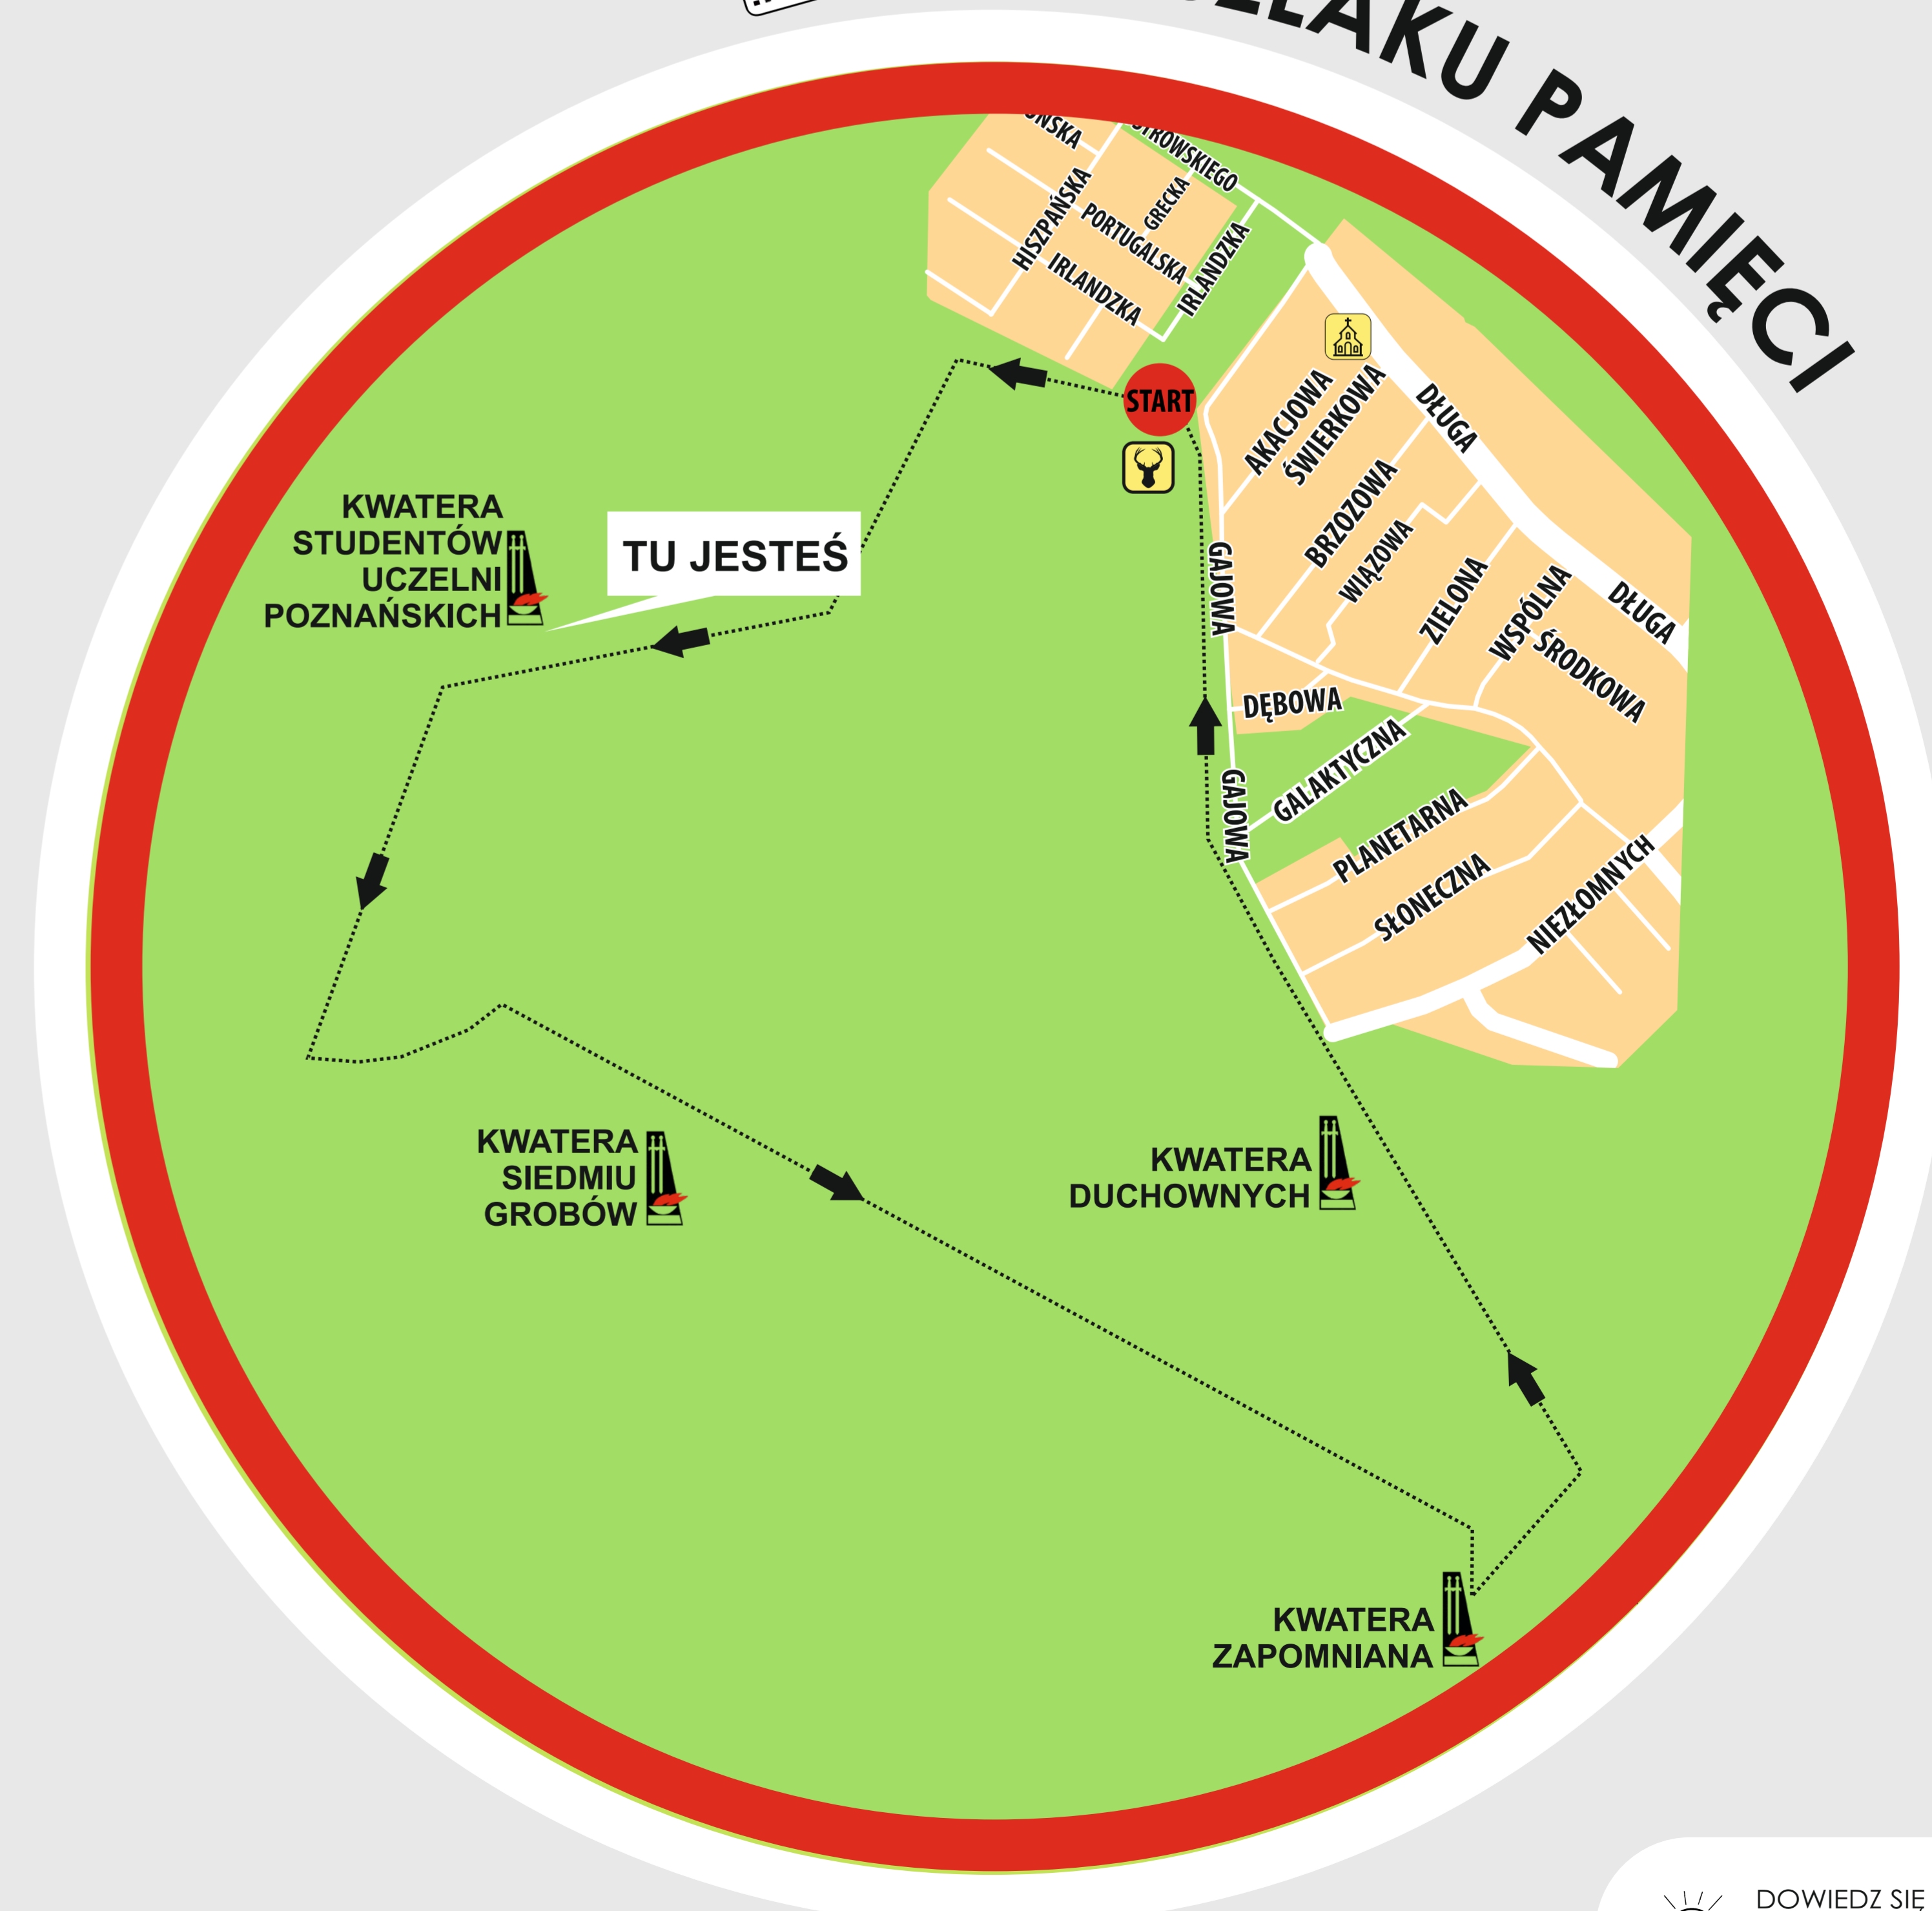 SZLAKU PAMIĘCI
HISZPAŃSKA
GRECKA
PORTUGALSKA
IRLANDZKA
IRLANDZKA
START
AKACJOWA
ŚWIERKOWA
DŁUGA
BRZOZOWA
WIĄZOWA
GAJOWA
ZIELONA
WSPÓLNA
DŁUGA
ŚRODKOWA
DĘBOWA
GALAKTYCZNA
GAJOWA
PLANETARNA
SŁONECZNA
NIEZŁOMNYCH
KWATERA
STUDENTÓW
UCZELNI
POZNAŃSKICH
TU JESTEŚ
KWATERA
SIEDMIU
GROBÓW
KWATERA
DUCHOWNYCH
KWATERA
ZAPOMNIANA
DOWIEDZ SIĘ